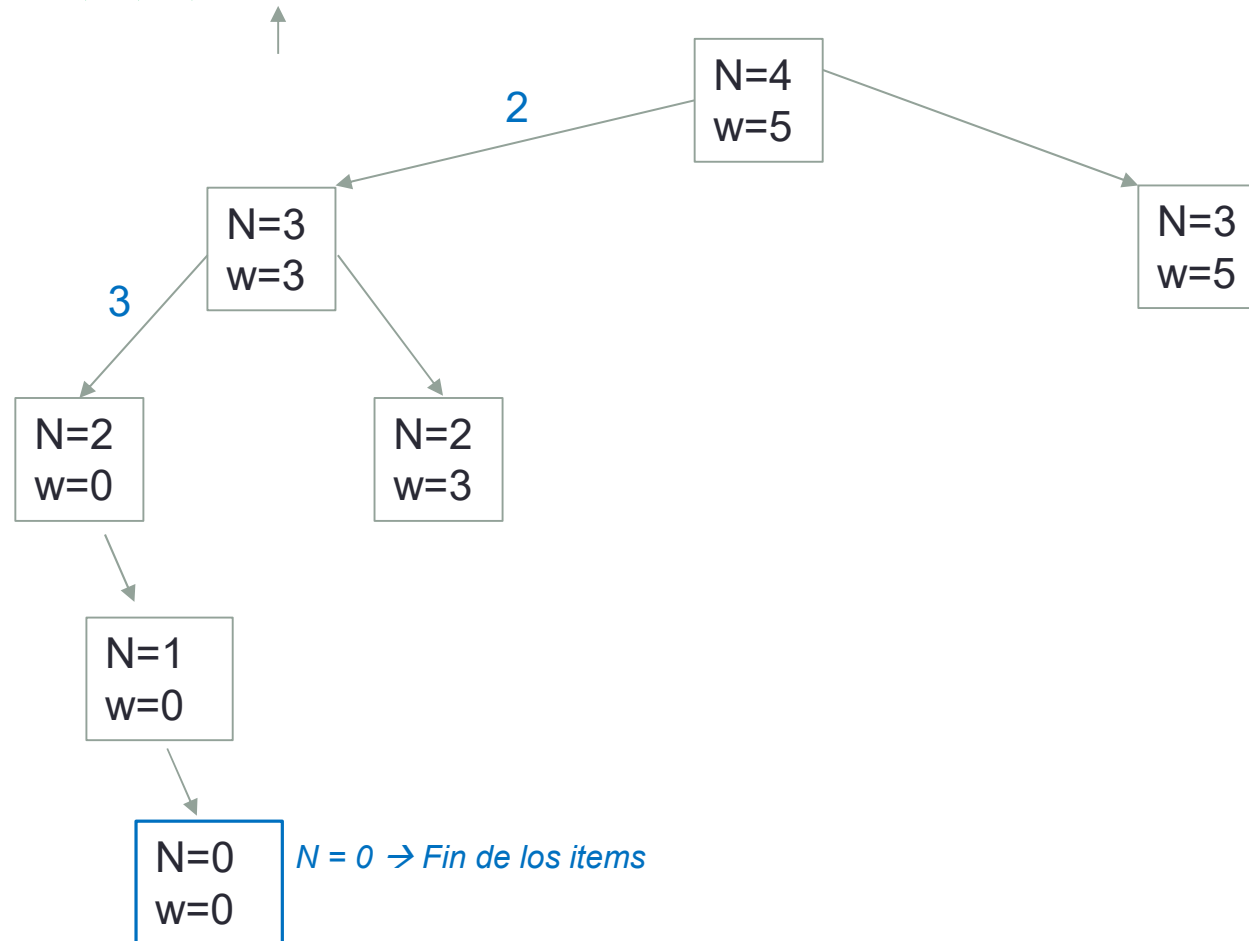 N=4
w=5
2
N=3
w=3
N=3
w=5
3
N=2
w=0
N=2
w=3
N=1
w=0
N=0
w=0
N = 0 → Fin de los items